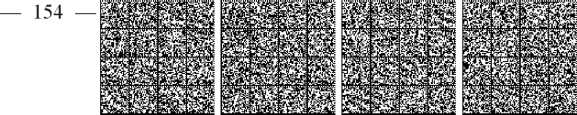 — 154 —